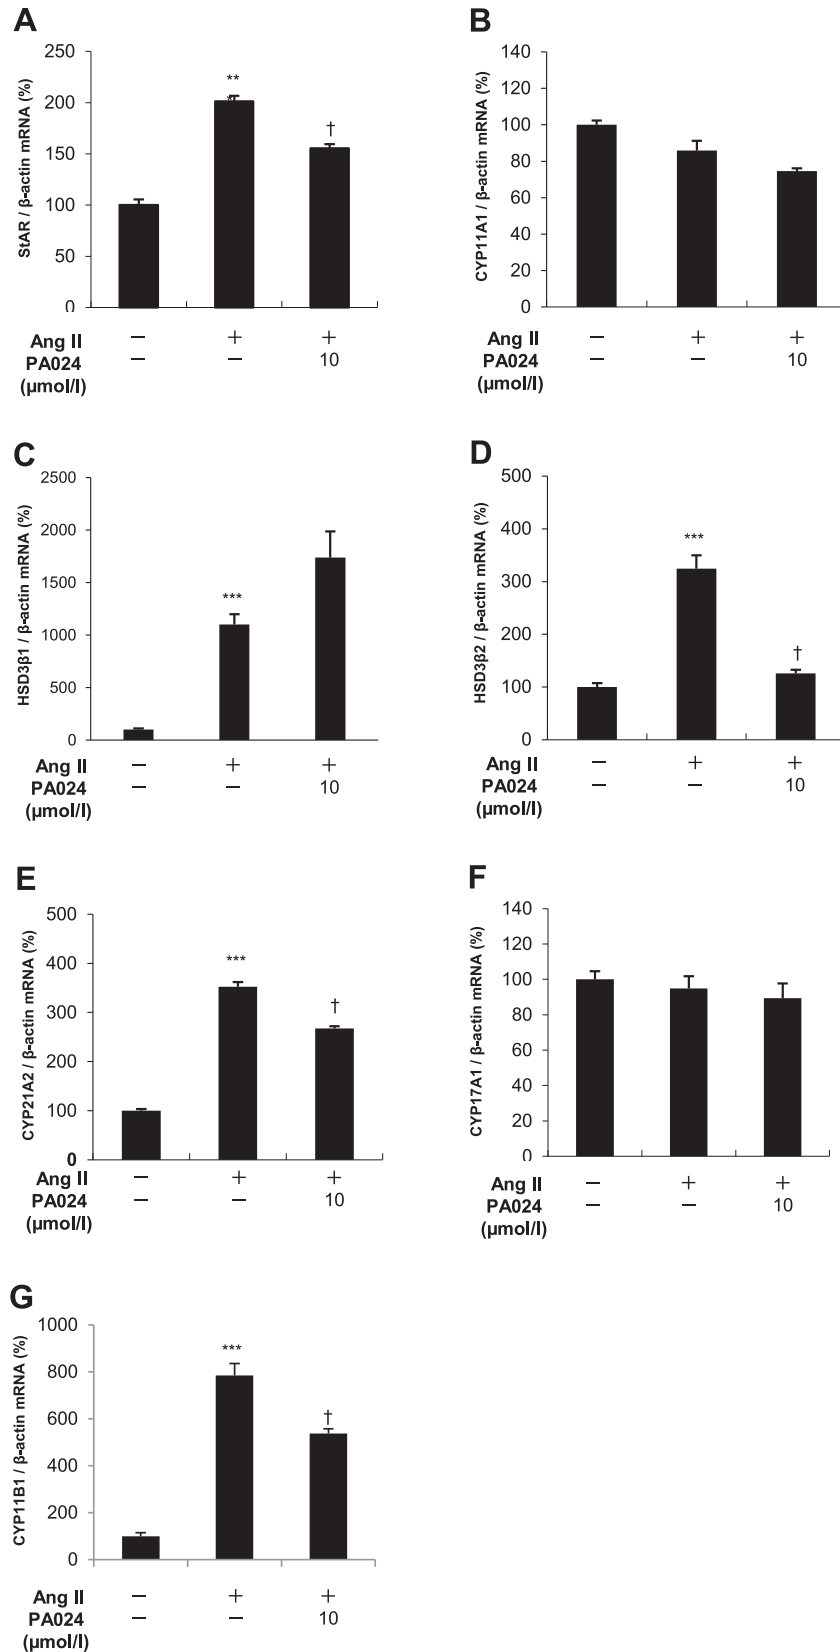 A
StAR / β-actin mRNA (%)
250
200
150
100
50
0
**
*
†
Ang II − + +
PA024 − − 10
(µmol/l)
B
CYP11A1 / β-actin mRNA (%)
140
120
100
80
60
40
20
0
− + +
− − 10
C
HSD3β1 / β-actin mRNA (%)
2500
2000
1500
1000
500
0
***
Ang II − + +
PA024 − − 10
(µmol/l)
D
HSD3β2 / β-actin mRNA (%)
500
400
300
200
100
0
***
†
Ang II − + +
PA024 − − 10
(µmol/l)
E
CYP21A2 / β-actin mRNA (%)
500
400
300
200
100
0
***
†
Ang II − + +
PA024 − − 10
(µmol/l)
F
CYP17A1 / β-actin mRNA (%)
140
120
100
80
60
40
20
0
Ang II − + +
PA024 − − 10
(µmol/l)
G
CYP11B1 / β-actin mRNA (%)
1000
800
600
400
200
0
***
†
Ang II − + +
PA024 − − 10
(µmol/l)